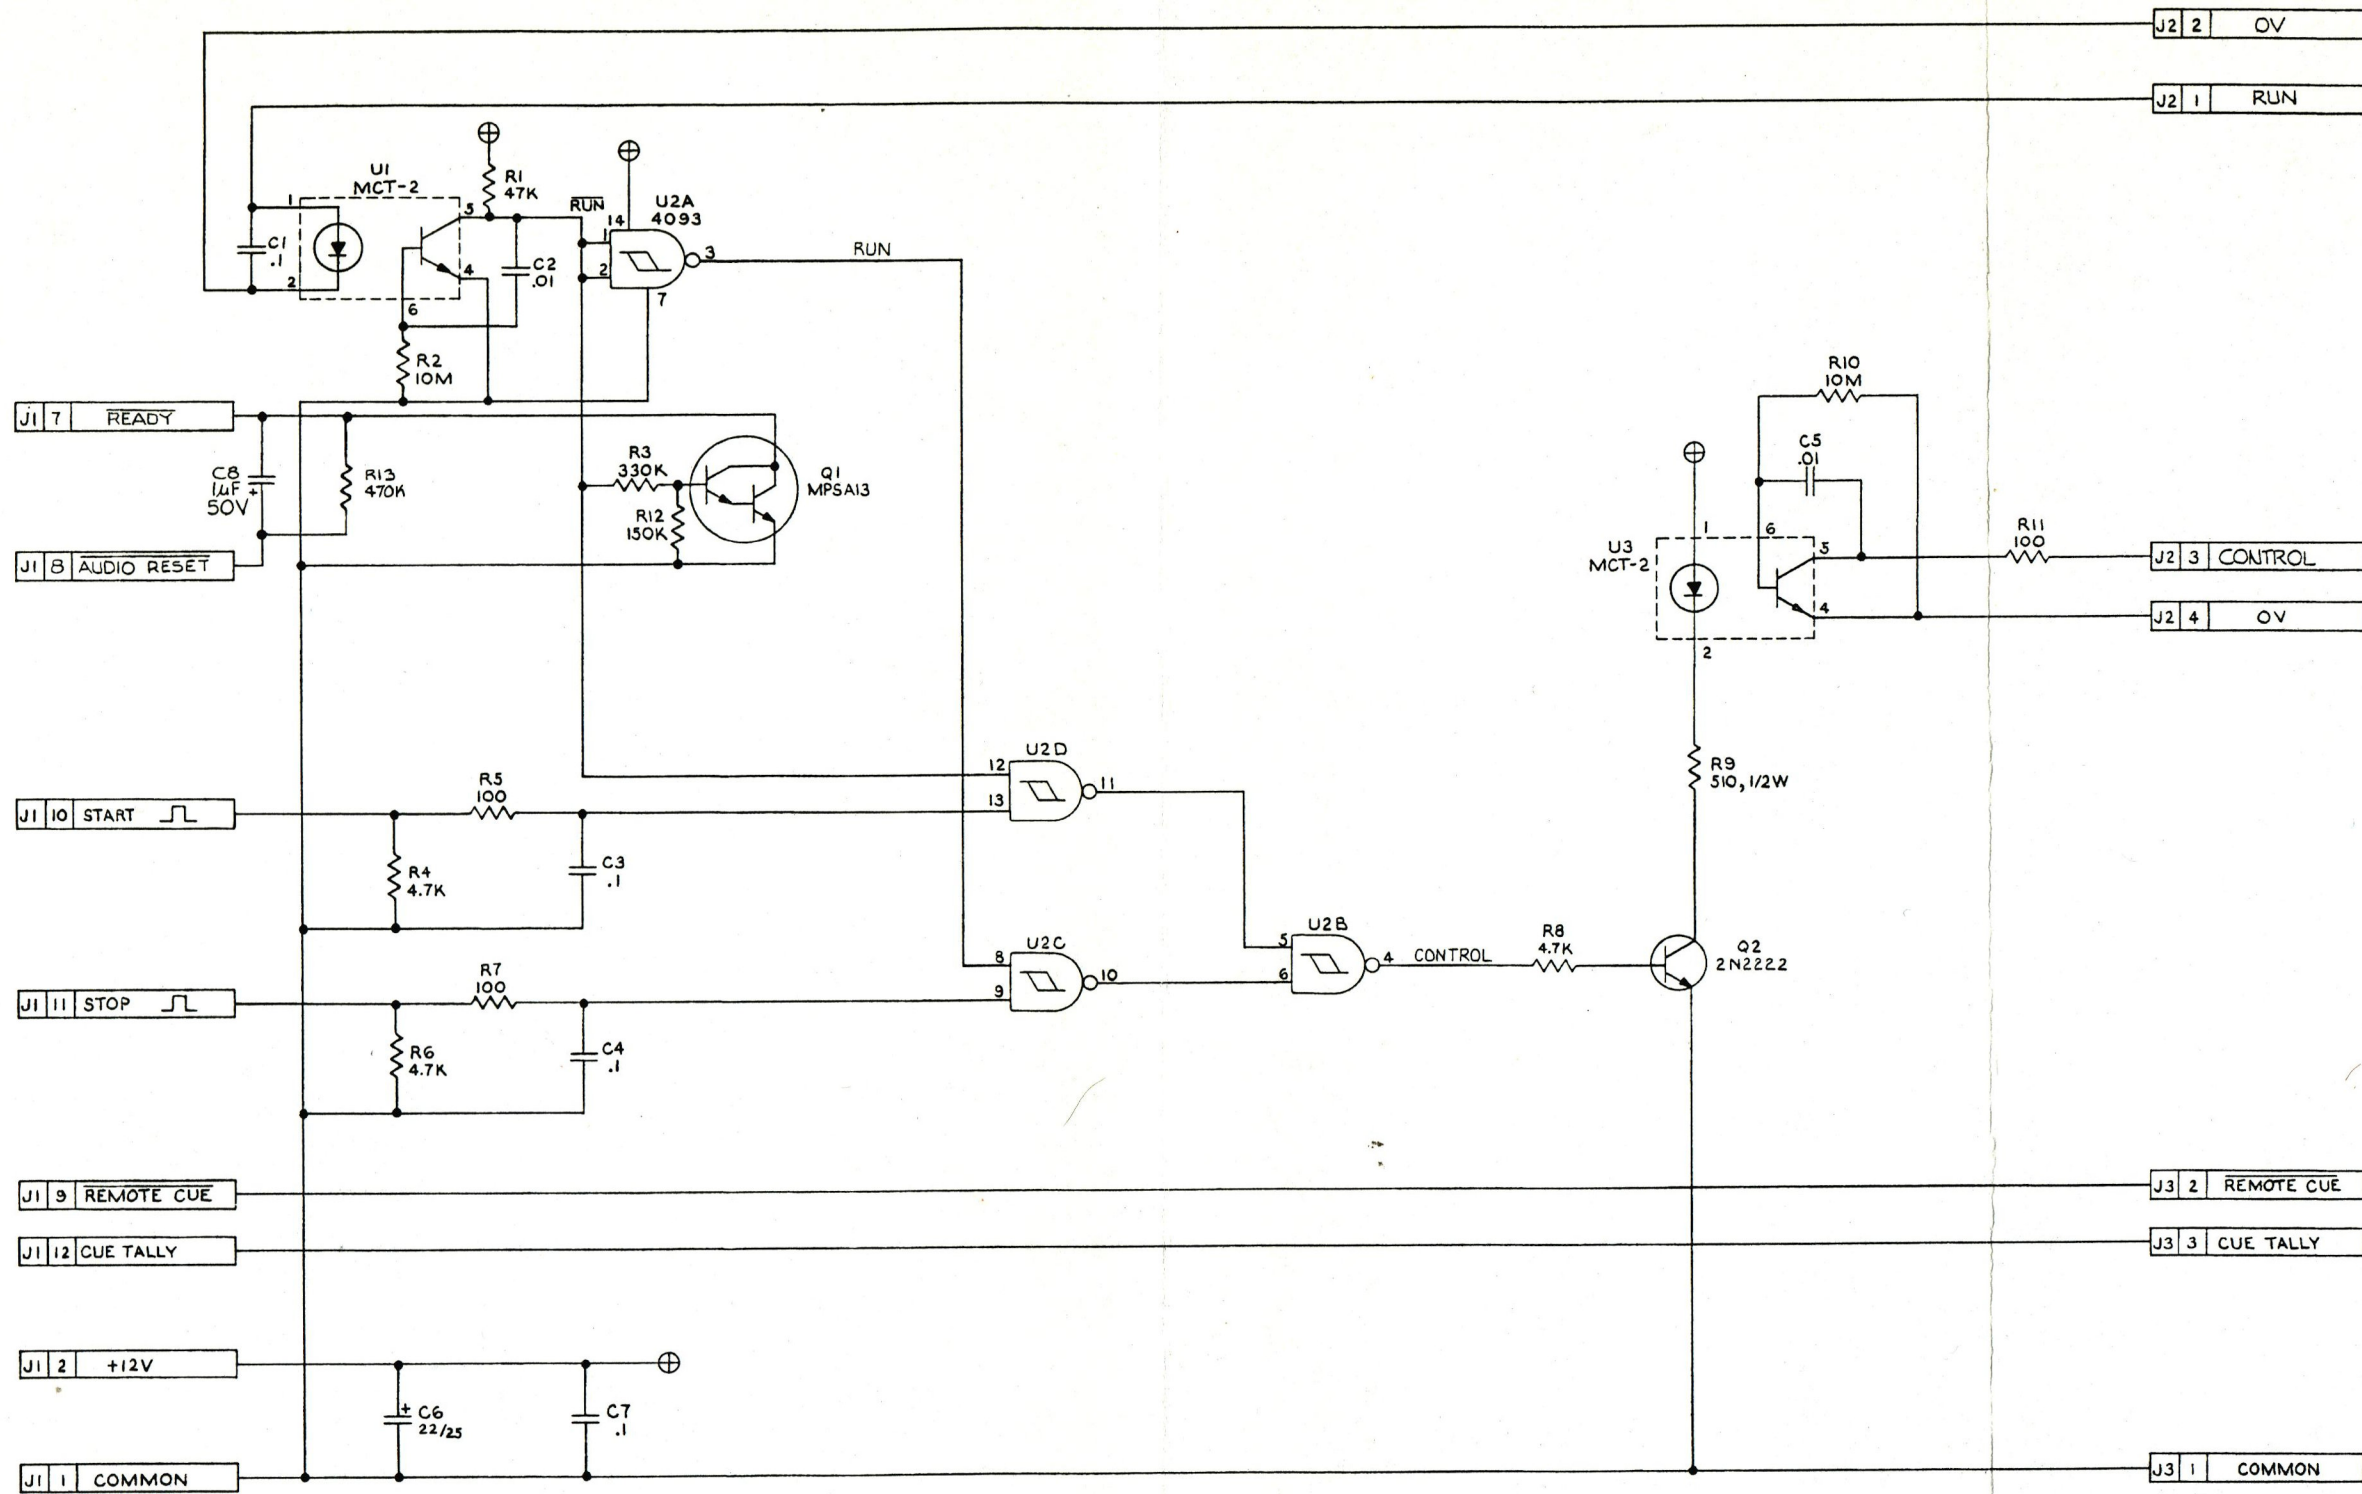 J2 2 OV
J2 1 RUN
U1
MCT-2
R1
47K
RUN
U2A
4093
1
2
5
4
6
14
1
2
3
7
RUN
C1
.1
C2
.01
R2
10M
J1 7 READY
C8
1µF
+
50V
R13
470K
R3
330K
R12
150K
Q1
MPSA13
J1 8 AUDIO RESET
R10
10M
C5
.01
U3
MCT-2
1
6
5
4
2
R11
100
J2 3 CONTROL
J2 4 OV
R9
510, 1/2W
J1 10 START
R5
100
R4
4.7K
C3
.1
U2D
12
13
11
J1 11 STOP
R7
100
R6
4.7K
C4
.1
U2C
8
9
10
U2B
5
6
4
CONTROL
R8
4.7K
Q2
2N2222
J1 9 REMOTE CUE
J3 2 REMOTE CUE
J1 12 CUE TALLY
J3 3 CUE TALLY
J1 2 +12V
+ C6
22/25
C7
.1
J1 1 COMMON
J3 1 COMMON